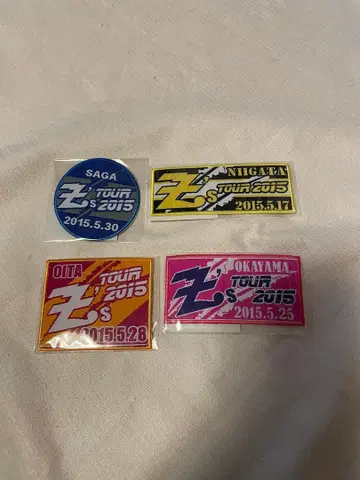 SAGA
Z's TOUR 2015
2015.5.30
NIIGATA
Z's TOUR 2015
2015.5.17
OITA
Z's TOUR 2015
2015.5.28
OKAYAMA
Z's TOUR 2015
2015.5.25